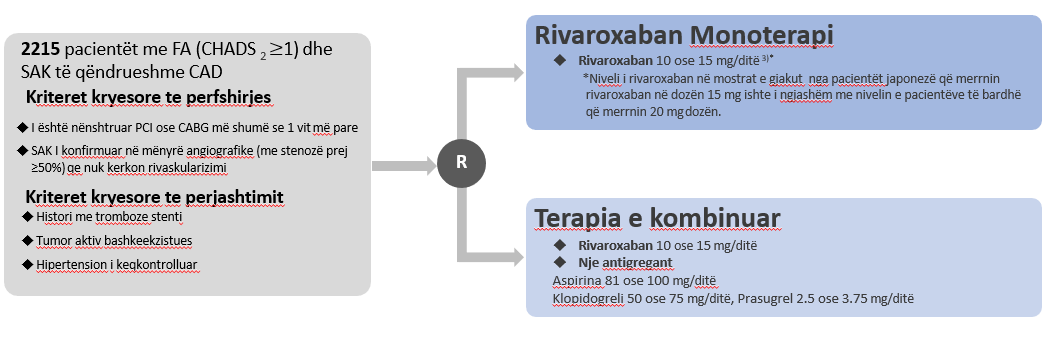 2215 pacientët me FA (CHADS 2 ≥1) dhe
SAK të qëndrueshme CAD
Kriteret kryesore te perfshirjes
◆ I është nënshtruar PCI ose CABG më shumë se 1 vit më pare
◆ SAK I konfirmuar në mënyrë angiografike (me stenozë prej
≥50%) qe nuk kerkon rivaskularizimi
Kriteret kryesore te perjashtimit
◆ Histori me tromboze stenti
◆ Tumor aktiv bashkeekzistues
◆ Hipertension i keqkontrolluar
R
Rivaroxaban Monoterapi
◆ Rivaroxaban 10 ose 15 mg/ditë 3)*
*Niveli i rivaroxaban në mostrat e gjakut nga pacientët japonezë që merrnin
rivaroxaban në dozën 15 mg ishte i ngjashëm me nivelin e pacientëve të bardhë
që merrnin 20 mg dozën.
Terapia e kombinuar
◆ Rivaroxaban 10 ose 15 mg/ditë
◆ Nje antigregant
Aspirina 81 ose 100 mg/ditë
Klopidogreli 50 ose 75 mg/ditë, Prasugrel 2.5 ose 3.75 mg/ditë